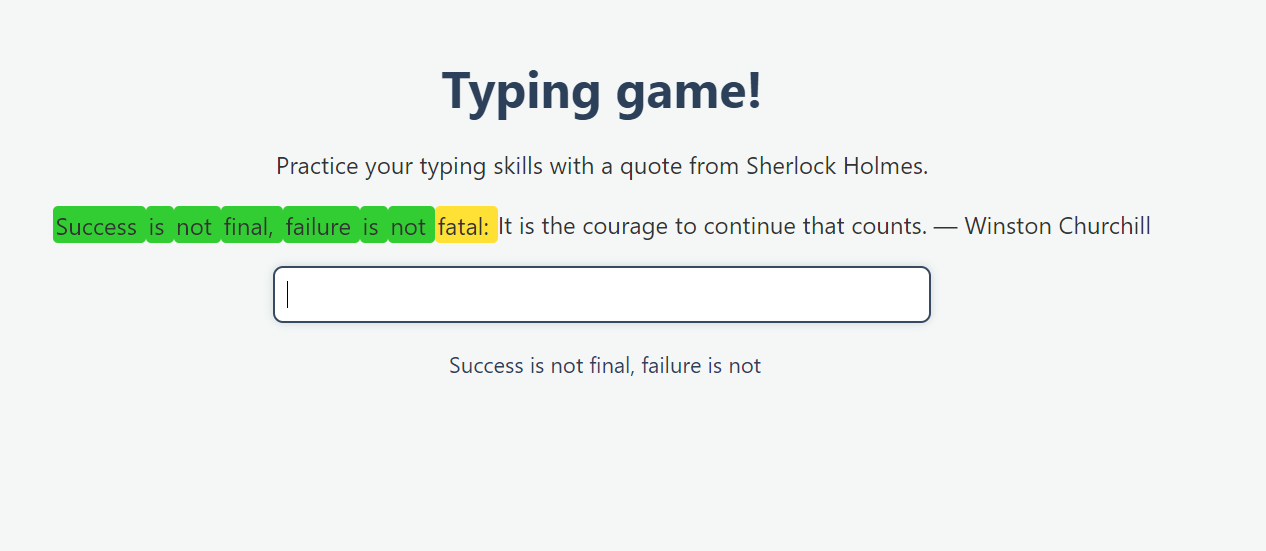 Typing game!
Practice your typing skills with a quote from Sherlock Holmes.
Success is not final, failure is not fatal: It is the courage to continue that counts. — Winston Churchill
Success is not final, failure is not